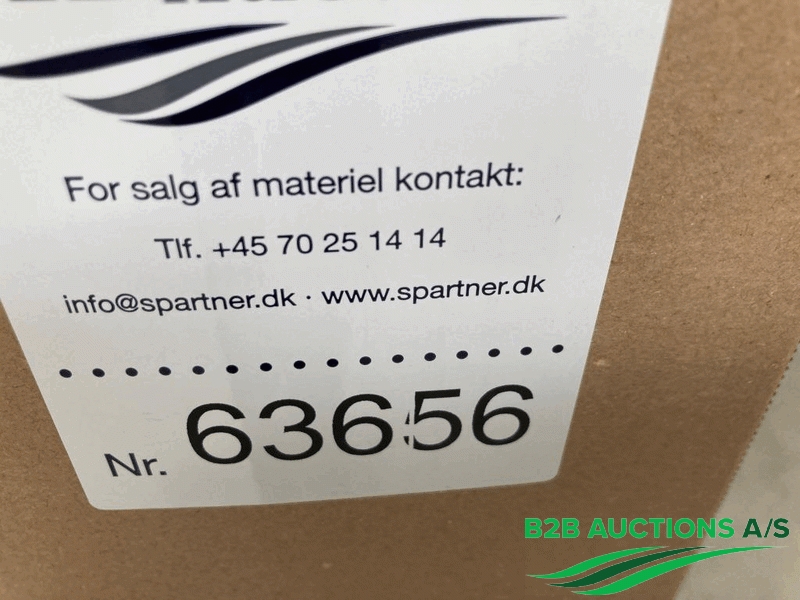 For salg af materiel kontakt:
Tlf. +45 70 25 14 14
info@spartner.dk · www.spartner.dk
Nr. 63656
B2B AUCTIONS A/S